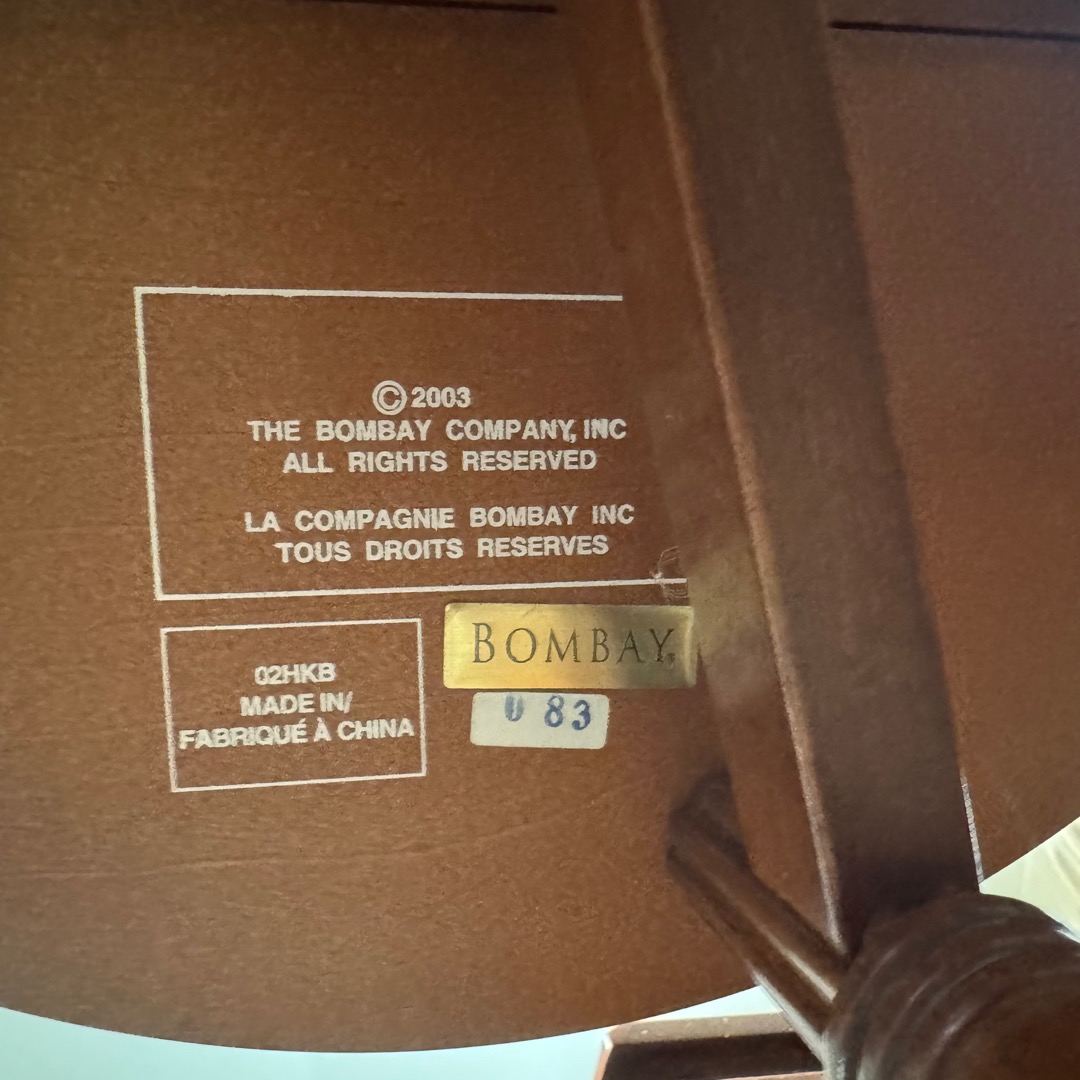 © 2003
THE BOMBAY COMPANY, INC
ALL RIGHTS RESERVED
LA COMPAGNIE BOMBAY INC
TOUS DROITS RESERVES
BOMBAY
02HKB
MADE IN/
FABRIQUÉ À CHINA
83